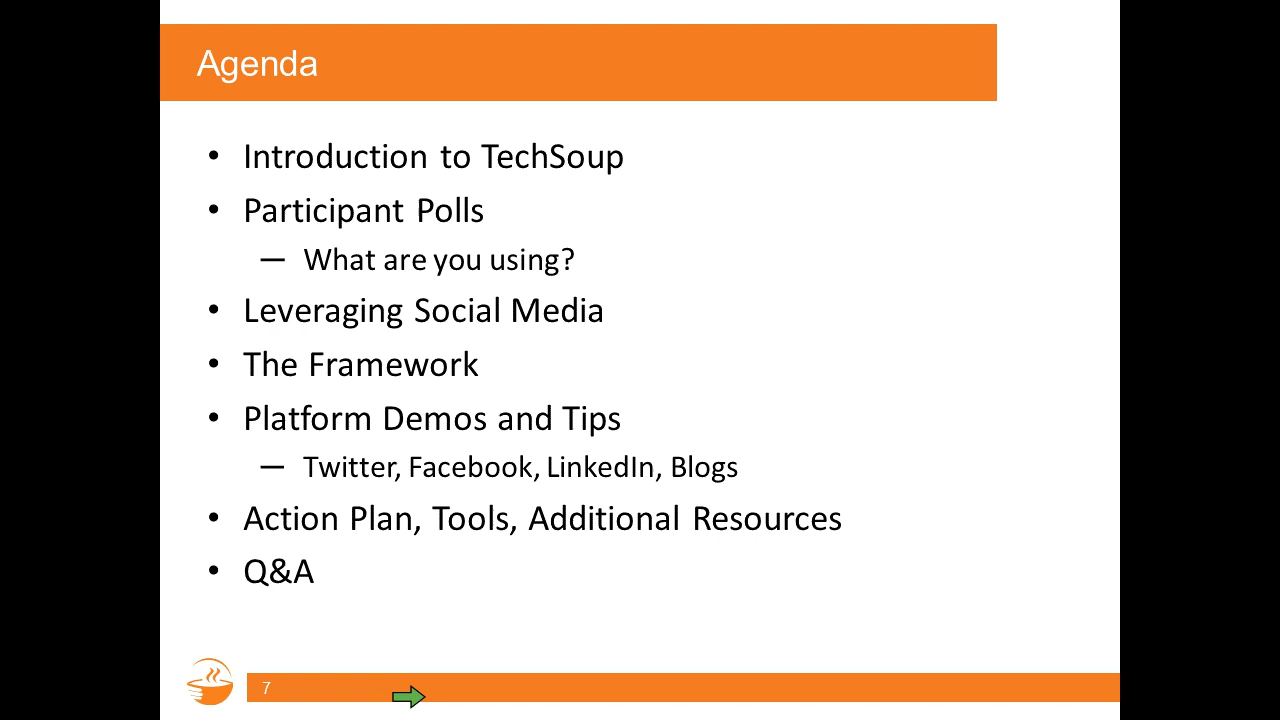 Agenda
• Introduction to TechSoup
• Participant Polls
— What are you using?
• Leveraging Social Media
• The Framework
• Platform Demos and Tips
— Twitter, Facebook, LinkedIn, Blogs
• Action Plan, Tools, Additional Resources
• Q&A
7